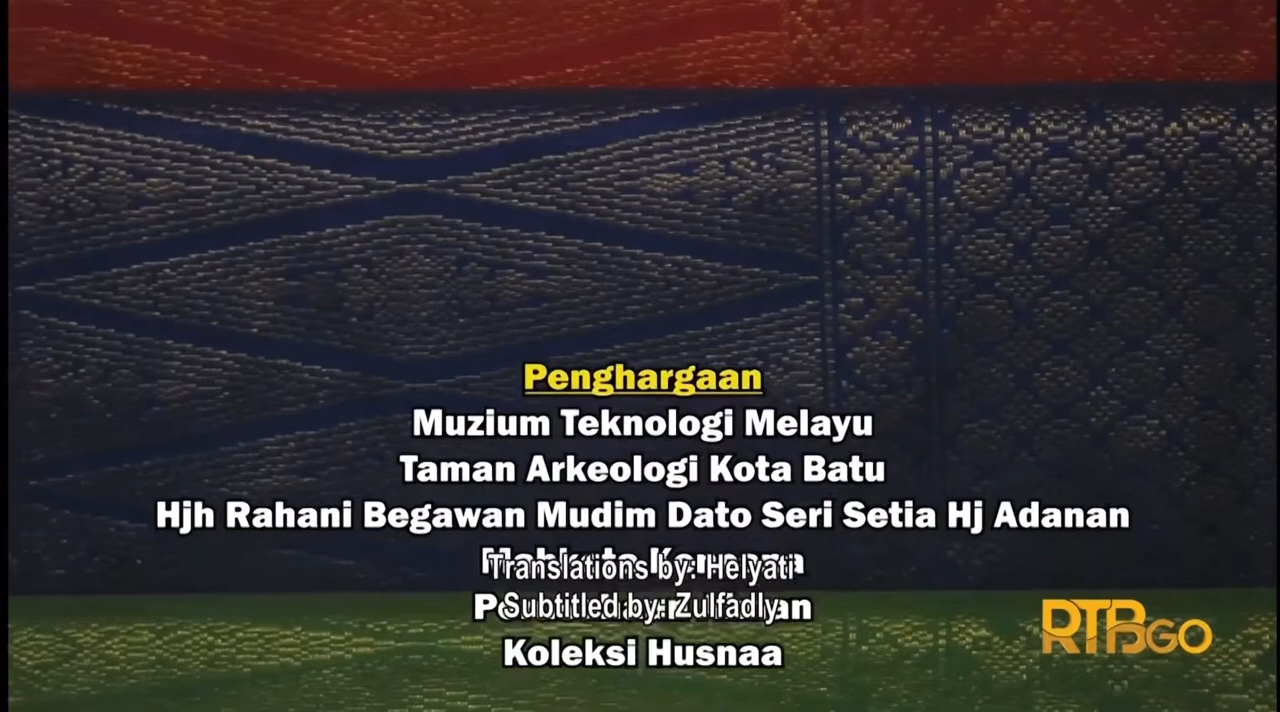 Penghargaan
Muzium Teknologi Melayu
Taman Arkeologi Kota Batu
Hjh Rahani Begawan Mudim Dato Seri Setia Hj Adanan
Translations by: Helyati
Subtitled by: Zulfadly
Koleksi Husnaa
RTBGO